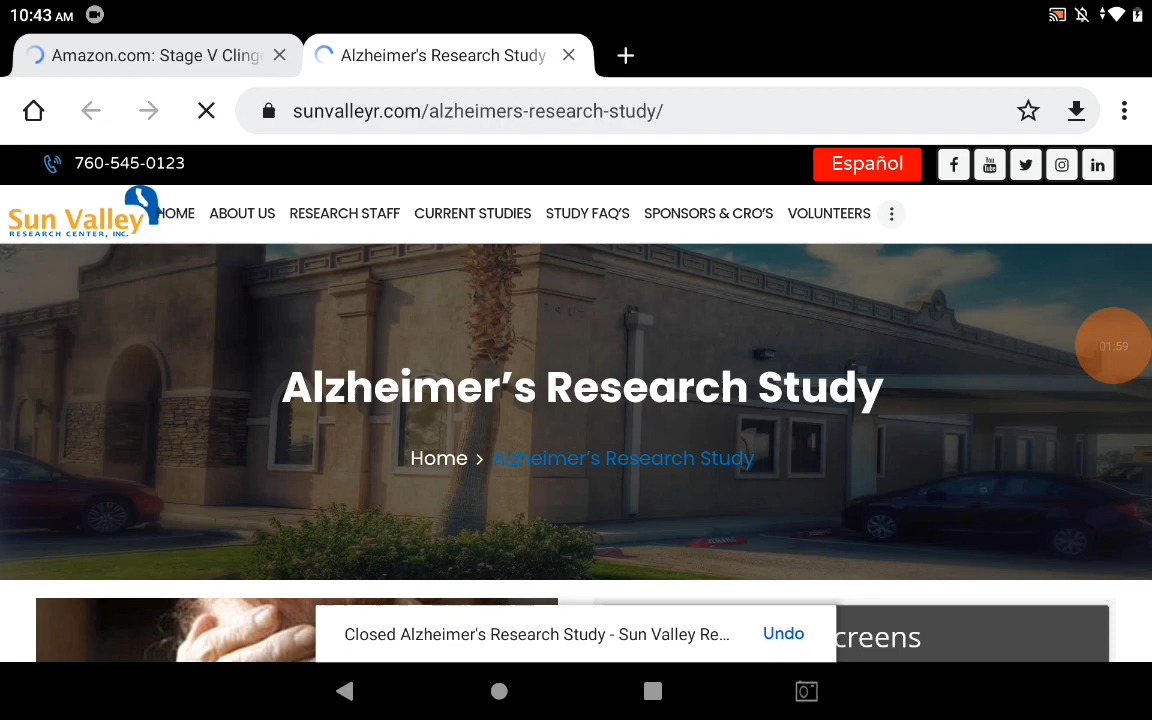 10:43 AM
Amazon.com: Stage V Cling
Alzheimer's Research Study
sunvalleyr.com/alzheimers-research-study/
760-545-0123
Español
You Tube
Sun Valley
RESEARCH CENTER, INC.
HOME ABOUT US RESEARCH STAFF CURRENT STUDIES STUDY FAQ'S SPONSORS & CRO'S VOLUNTEERS
01:59
Alzheimer's Research Study
Home > Alzheimer's Research Study
Closed Alzheimer's Research Study - Sun Valley Re... Undo
creens